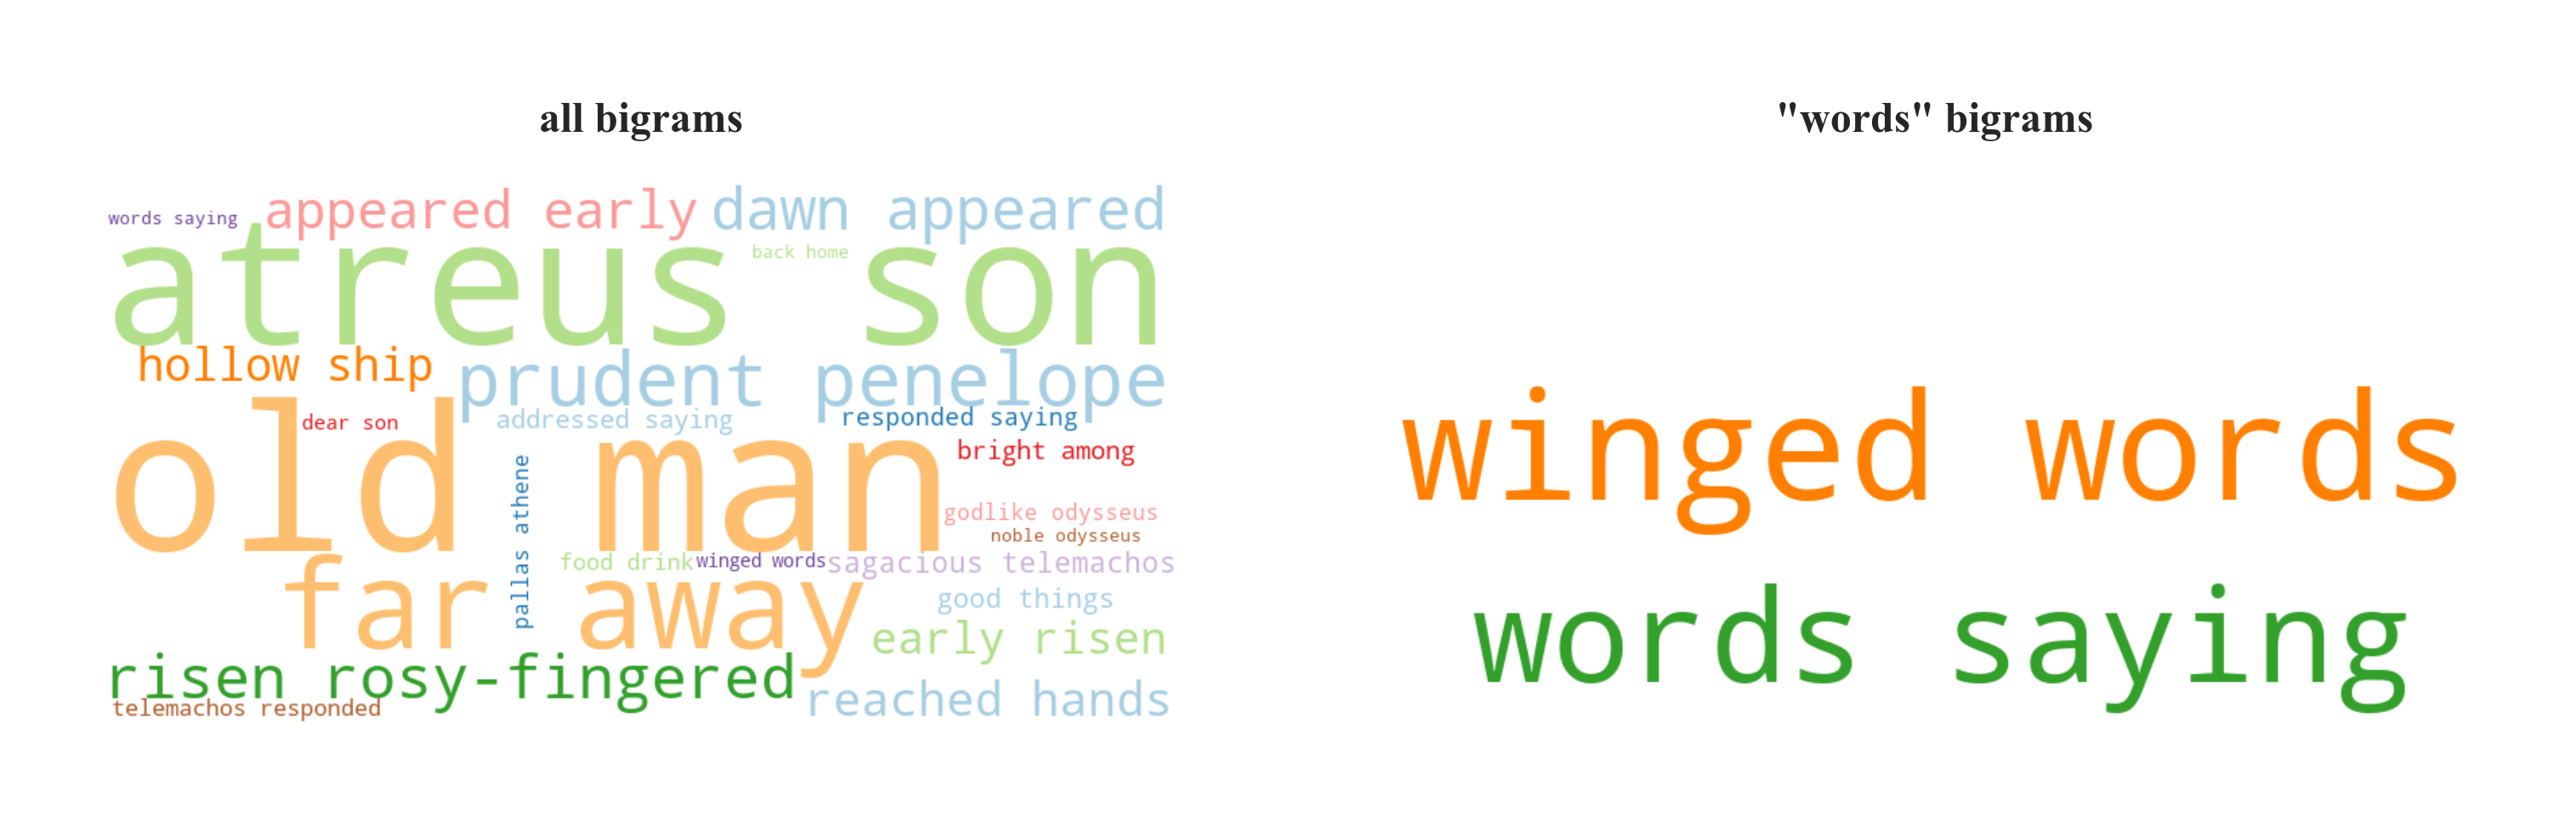 all bigrams
words saying
appeared early
dawn appeared
atreus son
back home
hollow ship
prudent penelope
dear son
addressed saying
responded saying
old man
bright among
pallas athene
godlike odysseus
noble odysseus
food drink
winged words
sagacious telemachos
far away
good things
early risen
risen rosy-fingered
reached hands
telemachos responded
"words" bigrams
winged words
words saying